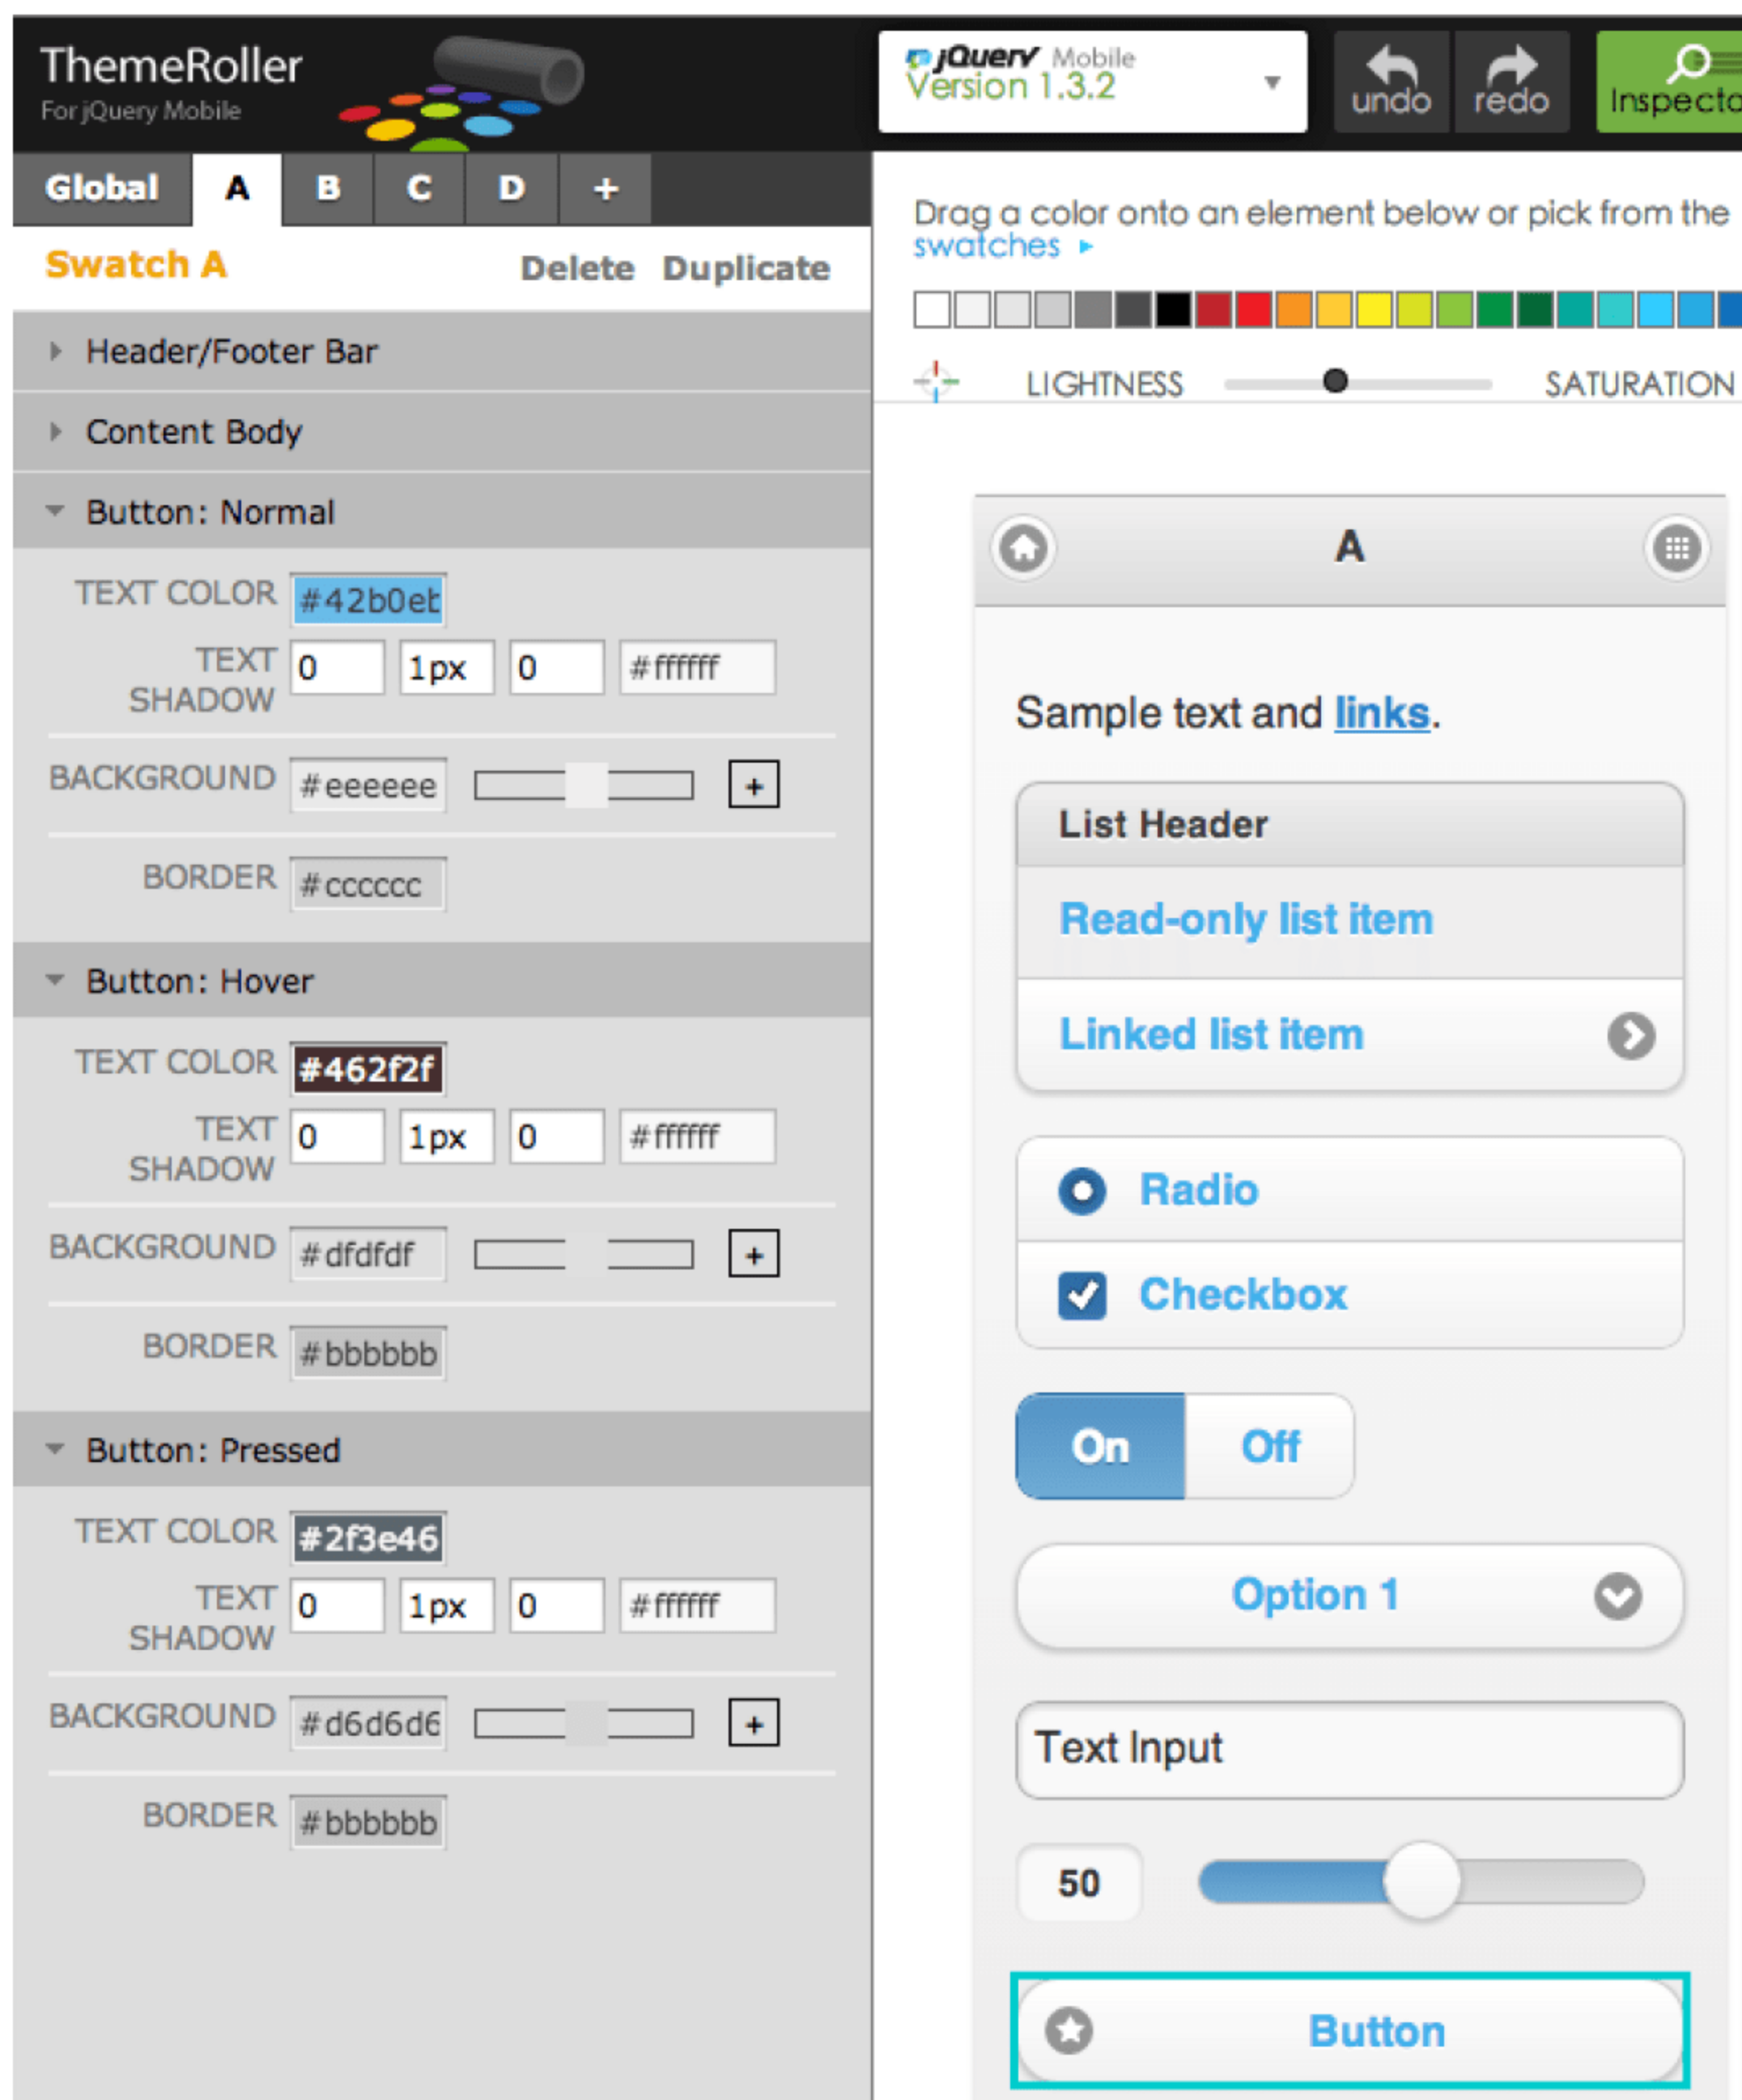 ThemeRoller
For jQuery Mobile
jQuery Mobile
Version 1.3.2
undo
redo
Global
A
B
C
D
+
Swatch A
Delete
Duplicate
Header/Footer Bar
Content Body
Button: Normal
TEXT COLOR
TEXT SHADOW
0
1px
0
#ffffff
BACKGROUND
#eeeeee
+
BORDER
#cccccc
Button: Hover
TEXT COLOR
#462f2f
TEXT SHADOW
0
1px
0
#ffffff
BACKGROUND
#dfdfdf
+
BORDER
#bbbbbb
Button: Pressed
TEXT COLOR
#2f3e46
TEXT SHADOW
0
1px
0
#ffffff
BACKGROUND
#d6d6d6
+
BORDER
#bbbbbb
Drag a color onto an element below or pick from the
swatches
LIGHTNESS
SATURATION
A
Sample text and links.
List Header
Read-only list item
Linked list item
Radio
Checkbox
On
Off
Option 1
Text Input
50
Button